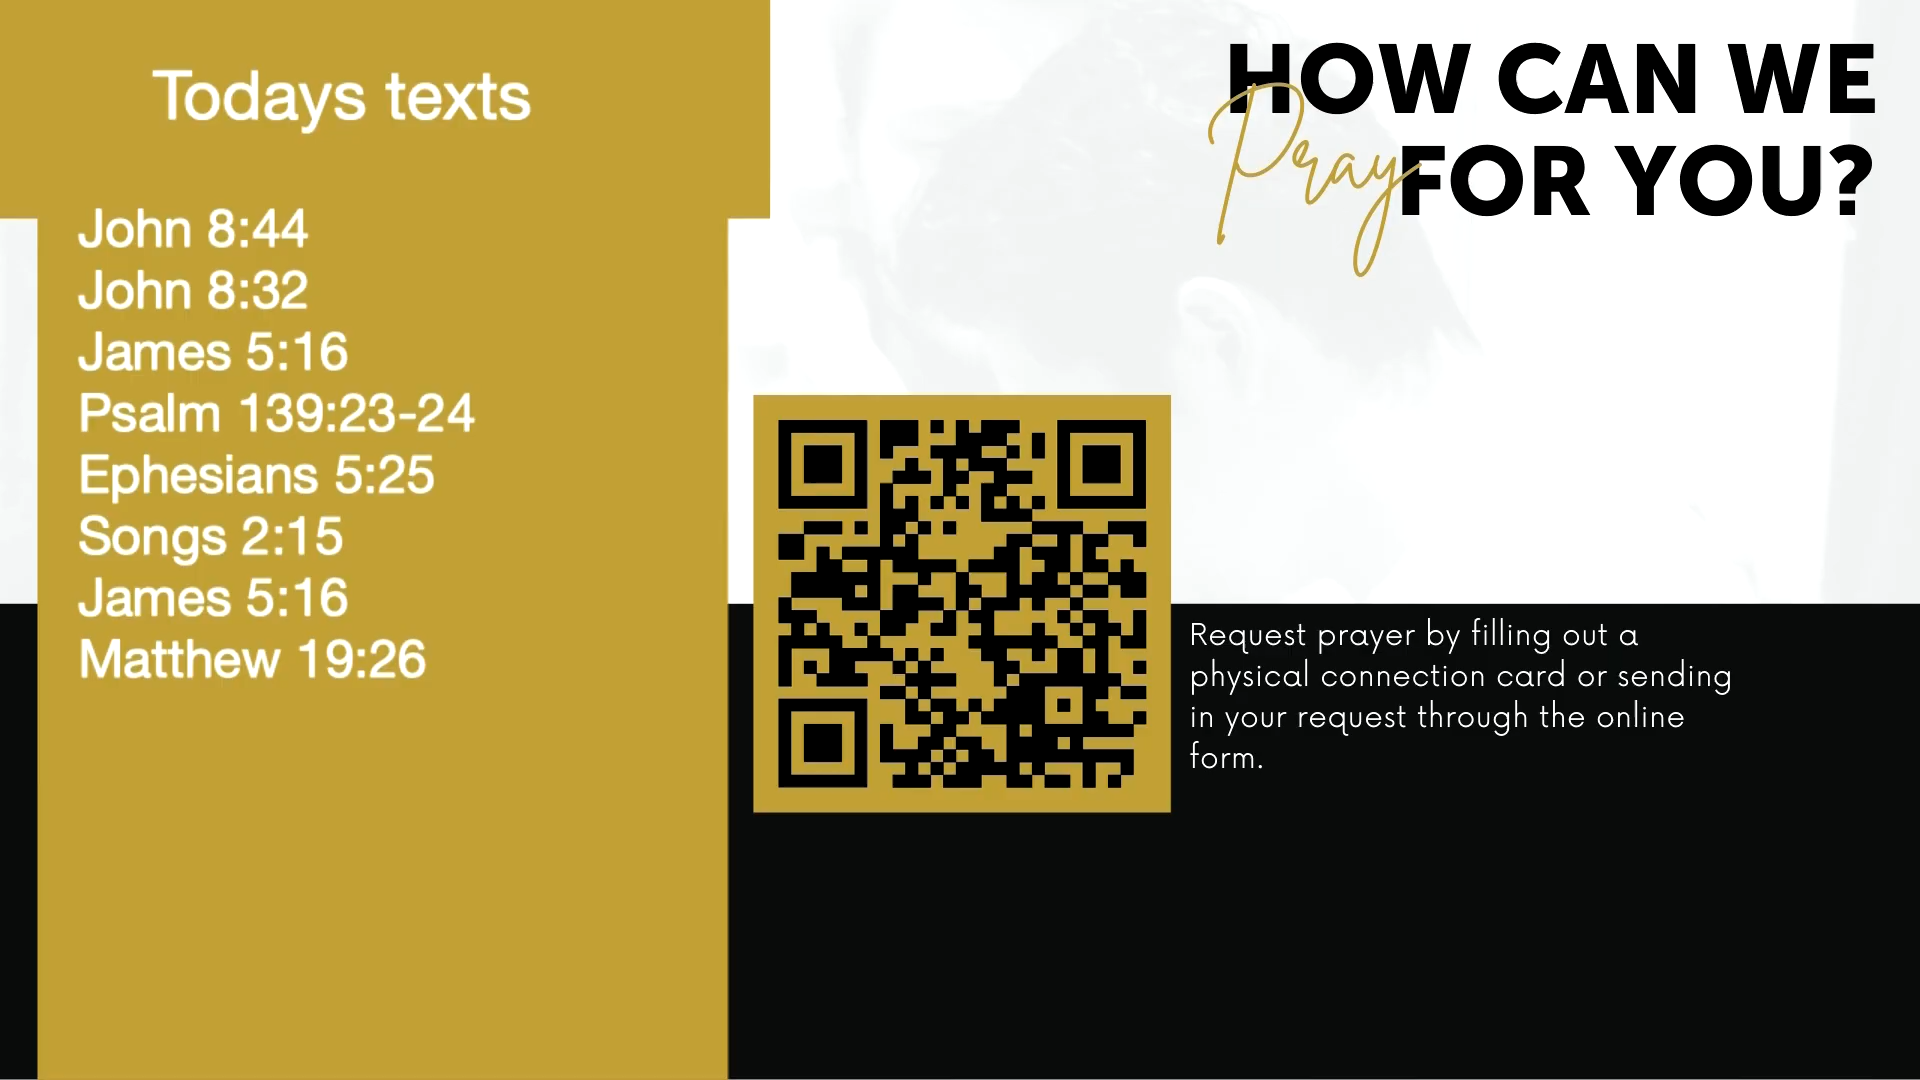 Todays texts
John 8:44
John 8:32
James 5:16
Psalm 139:23-24
Ephesians 5:25
Songs 2:15
James 5:16
Matthew 19:26
HOW CAN WE
Pray FOR YOU?
Request prayer by filling out a
physical connection card or sending
in your request through the online
form.